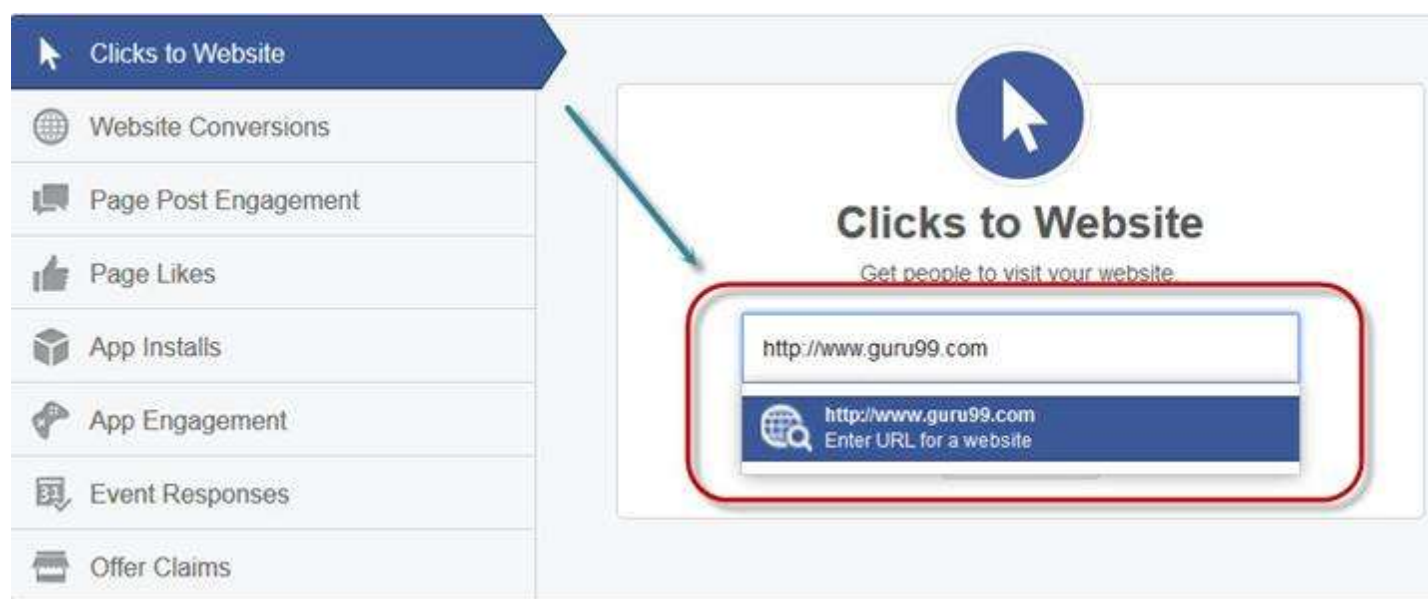 Clicks to Website
Website Conversions
Page Post Engagement
Page Likes
App Installs
App Engagement
Event Responses
Offer Claims
Clicks to Website
Get people to visit your website.
http://www.guru99.com
http://www.guru99.com
Enter URL for a website